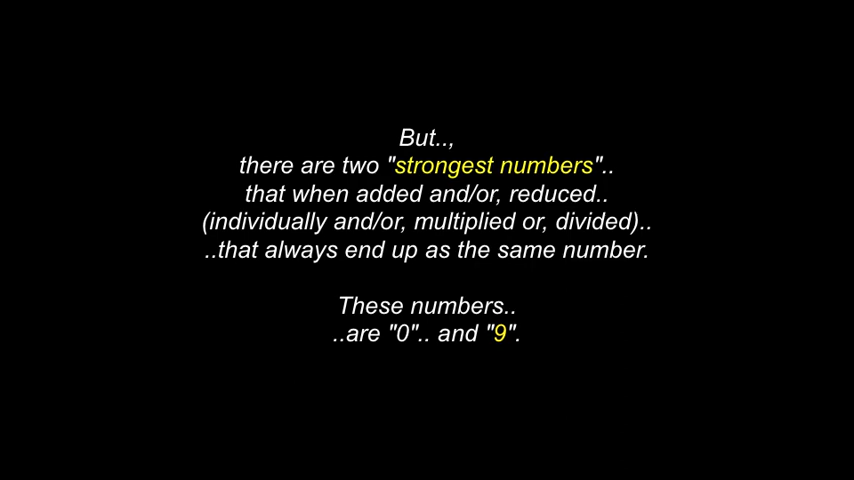 But..,
there are two "strongest numbers"..
that when added and/or, reduced..
(individually and/or, multiplied or, divided)..
..that always end up as the same number.
These numbers..
..are "0".. and "9".